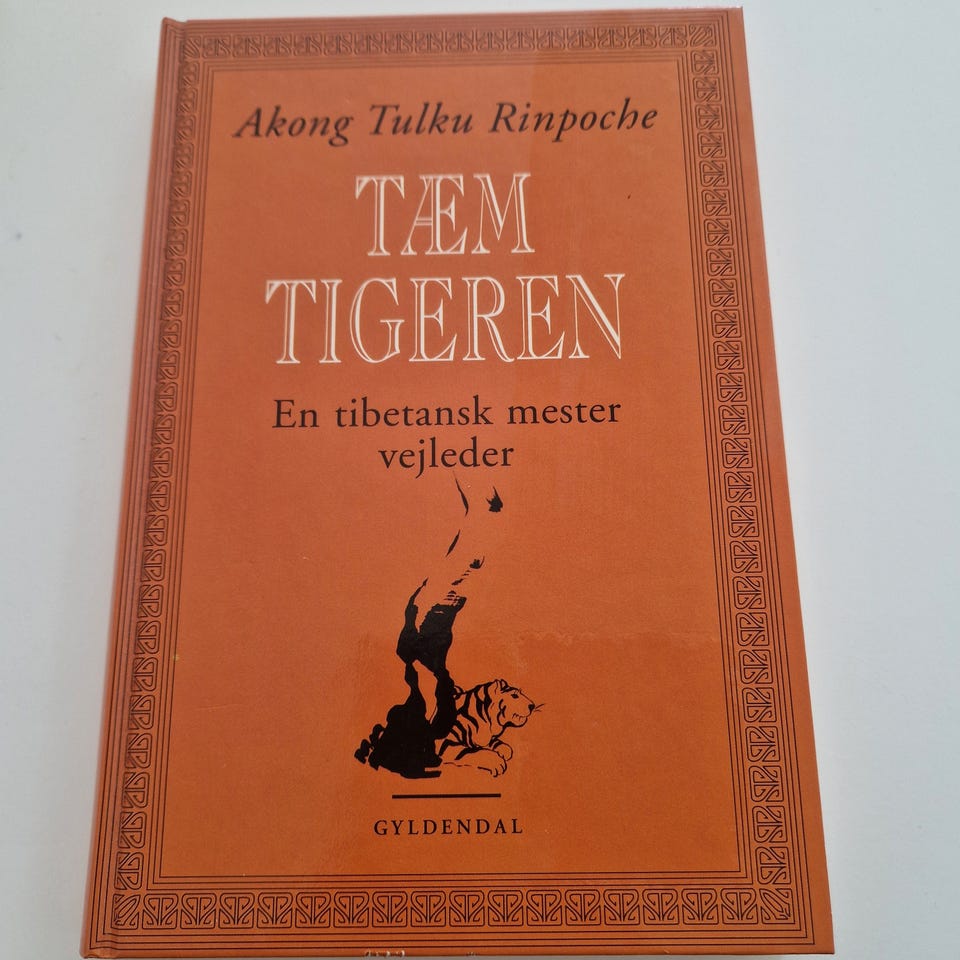 Akong Tulku Rinpoche
TÆM
TIGEREN
En tibetansk mester
vejleder
GYLDENDAL